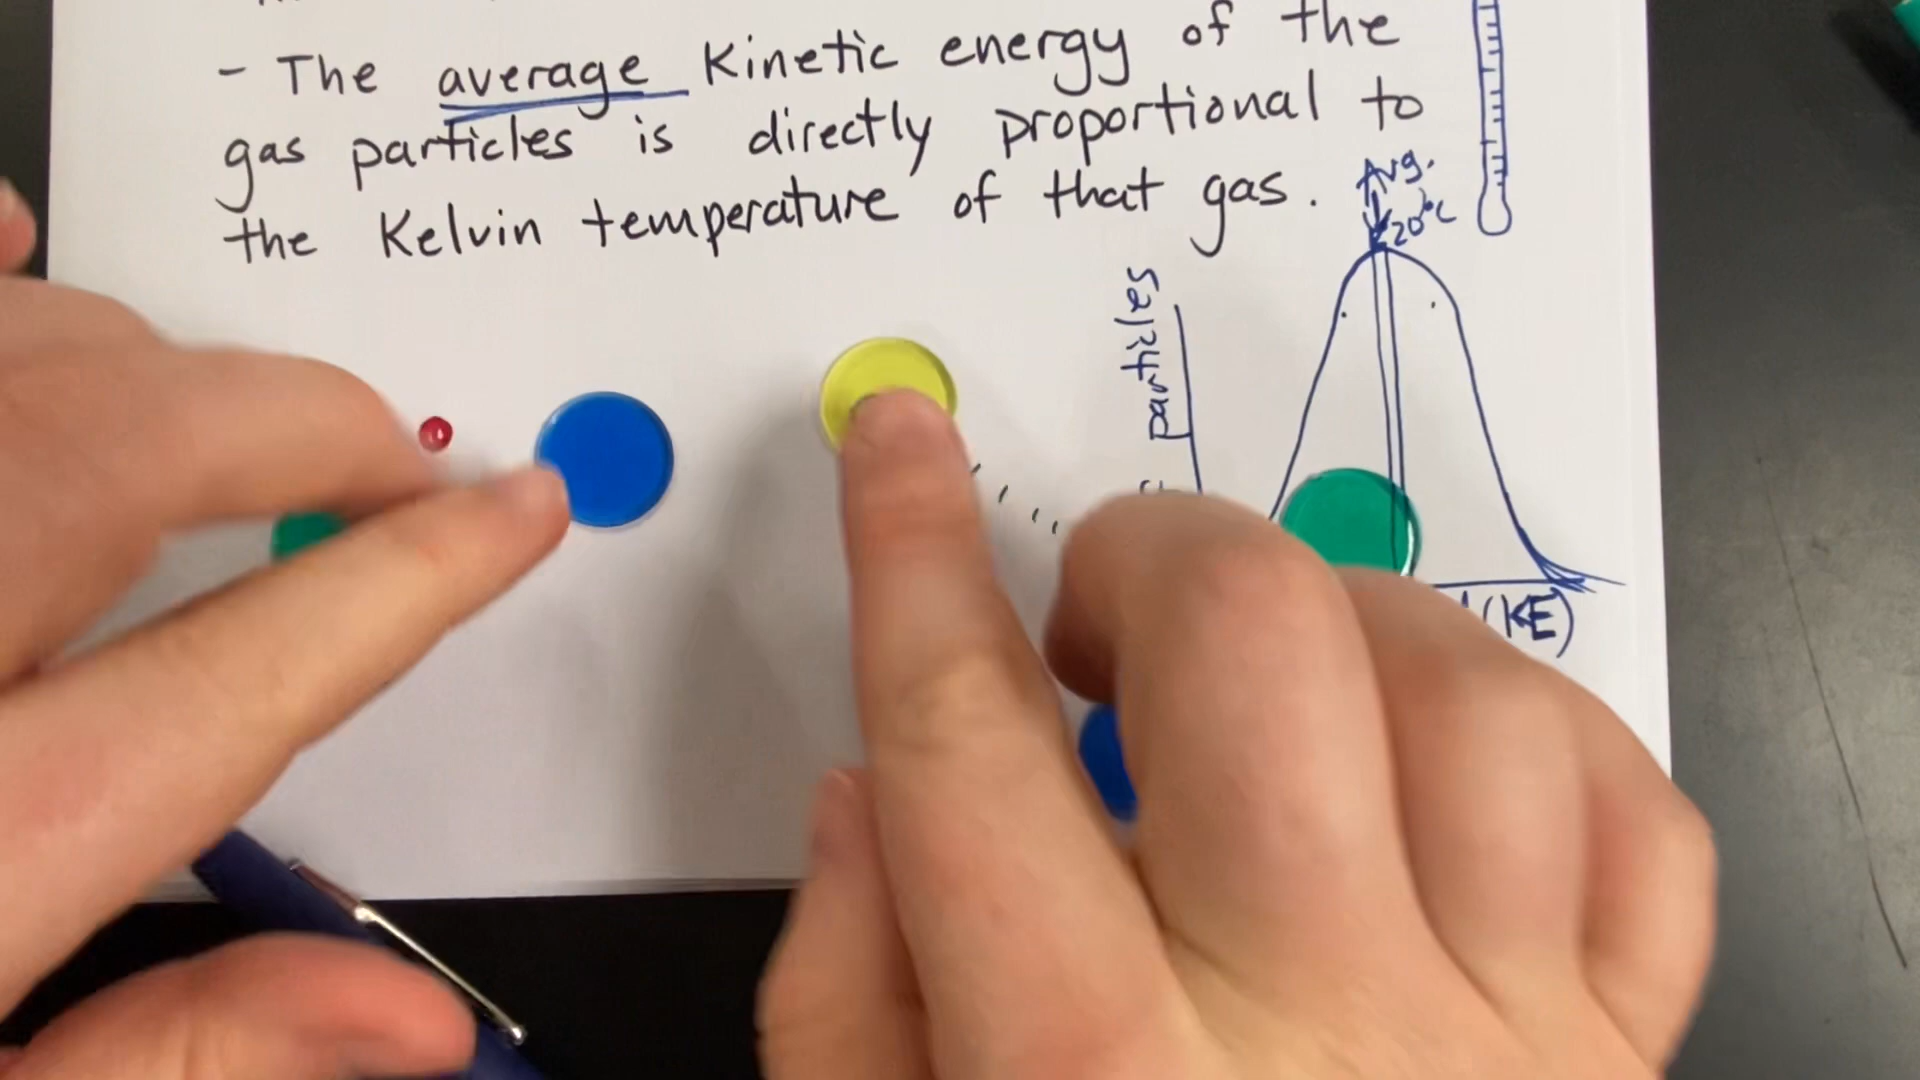 - The average Kinetic energy of the
gas particles is directly proportional to
the Kelvin temperature of that gas.
Avg.
20°C
particles
(KE)